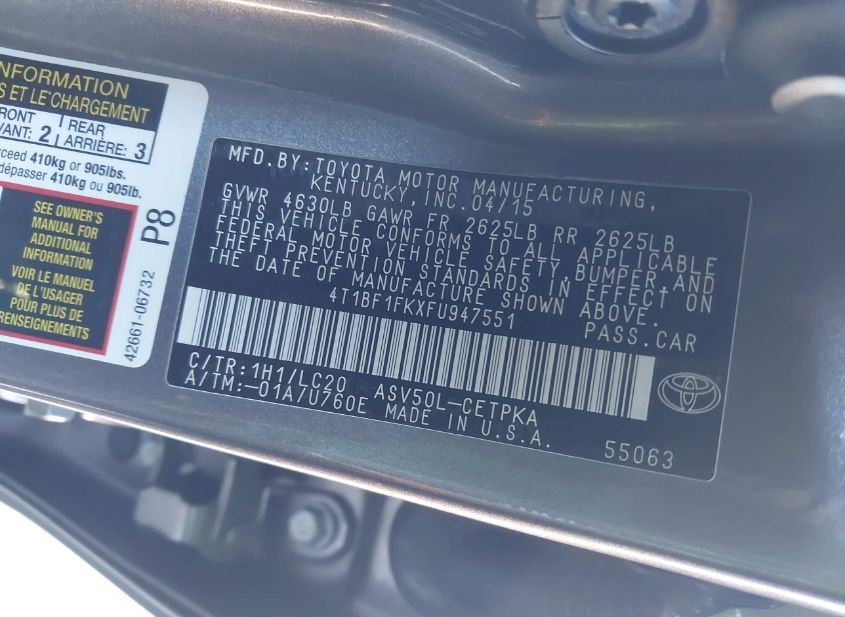 NFORMATION
S ET LE CHARGEMENT
RONT
VANT: 2
REAR
ARRIÈRE: 3
xceed 410kg or 905lbs.
dépasser 410kg ou 905lb.
SEE OWNER'S
MANUAL FOR
ADDITIONAL
INFORMATION
VOIR LE MANUEL
DE L'USAGER
POUR PLUS DE
RENSEIGNEMENTS
P8
42661-06732
MFD.BY:TOYOTA MOTOR MANUFACTURING,
KENTUCKY,INC.04/15
GVWR 4630LB GAWR FR 2625LB RR 2625LB
THIS VEHICLE CONFORMS TO ALL APPLICABLE
FEDERAL MOTOR VEHICLE SAFETY,BUMPER,AND
THEFT PREVENTION STANDARDS IN EFFECT ON
THE DATE OF MANUFACTURE SHOWN ABOVE.
4T1BF1FKXFU947551
PASS.CAR
C/TR:1H1/LC20 ASV50L-CETPKA
A/TM:-01A/U760E MADE IN U.S.A.
55063